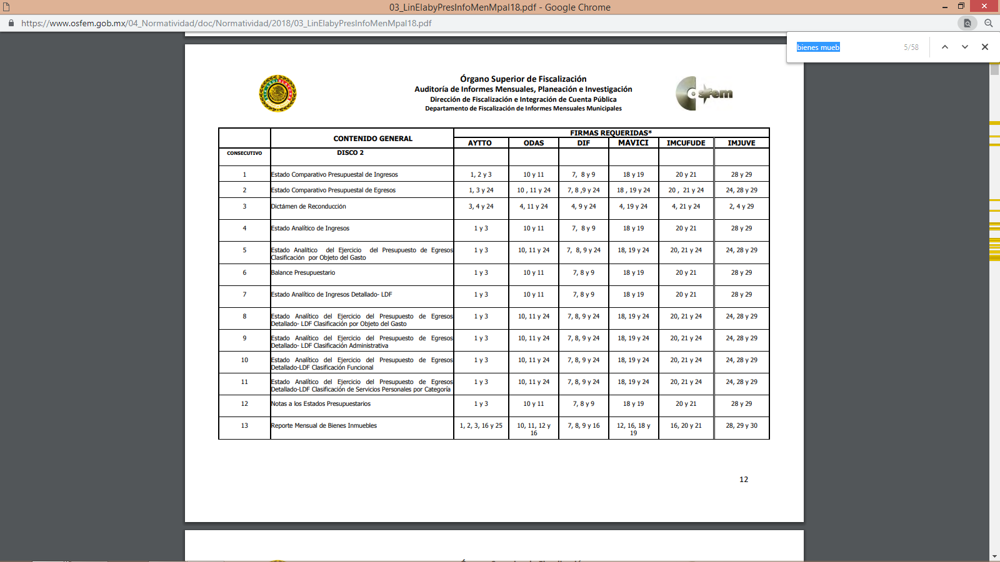 03_LinElabyPresInfoMenMpal18.pdf - Google Chrome
https://www.osfem.gob.mx/04_Normatividad/doc/Normatividad/2018/03_LinElabyPresInfoMenMpal18.pdf
bienes mueb 5/58
Órgano Superior de Fiscalización
Auditoría de Informes Mensuales, Planeación e Investigación
Dirección de Fiscalización e Integración de Cuenta Pública
Departamento de Fiscalización de Informes Mensuales Municipales
osfem
CONTENIDO GENERAL FIRMAS REQUERIDAS*
AYTTO ODAS DIF MAVICI IMCUFUDE IMJUVE
CONSECUTIVO DISCO 2
1 Estado Comparativo Presupuestal de Ingresos 1, 2 y 3 10 y 11 7, 8 y 9 18 y 19 20 y 21 28 y 29
2 Estado Comparativo Presupuestal de Egresos 1, 3 y 24 10 , 11 y 24 7, 8 ,9 y 24 18 , 19 y 24 20 , 21 y 24 24, 28 y 29
3 Dictámen de Reconducción 3, 4 y 24 4, 11 y 24 4, 9 y 24 4, 19 y 24 4, 21 y 24 2, 4 y 29
4 Estado Analítico de Ingresos 1 y 3 10 y 11 7, 8 y 9 18 y 19 20 y 21 28 y 29
5 Estado Analítico del Ejercicio del Presupuesto de Egresos 1 y 3 10, 11 y 24 7, 8, 9 y 24 18, 19 y 24 20, 21 y 24 24, 28 y 29
Clasificación por Objeto del Gasto
6 Balance Presupuestario 1 y 3 10 y 11 7, 8 y 9 18 y 19 20 y 21 28 y 29
7 Estado Analítico de Ingresos Detallado- LDF 1 y 3 10 y 11 7, 8 y 9 18 y 19 20 y 21 28 y 29
8 Estado Analítico del Ejercicio del Presupuesto de Egresos 1 y 3 10, 11 y 24 7, 8, 9 y 24 18, 19 y 24 20, 21 y 24 24, 28 y 29
Detallado- LDF Clasificación por Objeto del Gasto
9 Estado Analítico del Ejercicio del Presupuesto de Egresos 1 y 3 10, 11 y 24 7, 8, 9 y 24 18, 19 y 24 20, 21 y 24 24, 28 y 29
Detallado- LDF Clasificación Administrativa
10 Estado Analítico del Ejercicio del Presupuesto de Egresos 1 y 3 10, 11 y 24 7, 8, 9 y 24 18, 19 y 24 20, 21 y 24 24, 28 y 29
Detallado-LDF Clasificación Funcional
11 Estado Analítico del Ejercicio del Presupuesto de Egresos 1 y 3 10, 11 y 24 7, 8, 9 y 24 18, 19 y 24 20, 21 y 24 24, 28 y 29
Detallado-LDF Clasificación de Servicios Personales por Categoría
12 Notas a los Estados Presupuestarios 1 y 3 10 y 11 7, 8 y 9 18 y 19 20 y 21 28 y 29
13 Reporte Mensual de Bienes Inmuebles 1, 2, 3, 16 y 25 10, 11, 12 y 7, 8, 9 y 16 12, 16, 18 y 16, 20 y 21 28, 29 y 30
16 19
12